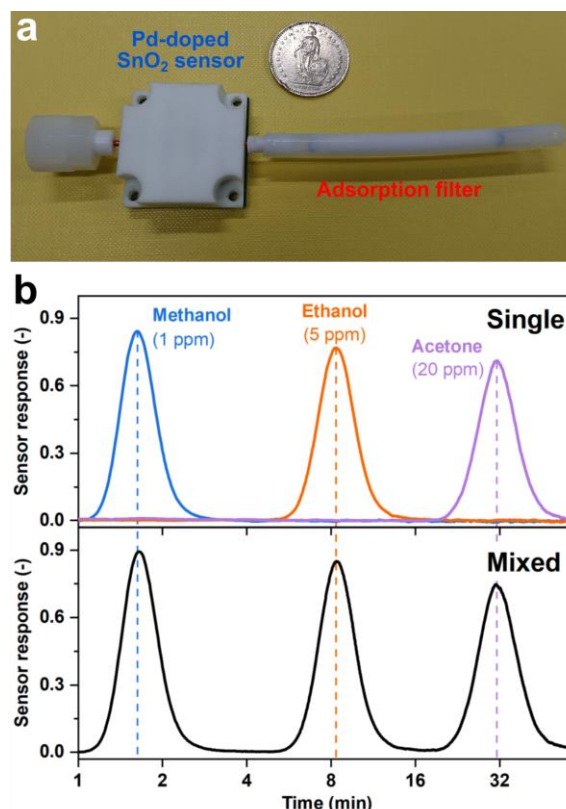 a
Pd-doped
SnO₂ sensor
Adsorption filter
b
Methanol
(1 ppm)
Ethanol
(5 ppm)
Acetone
(20 ppm)
Single
Sensor response (-)
0.9
0.6
0.3
0.0
Mixed
Sensor response (-)
0.9
0.6
0.3
0.0
1 2 4 8 16 32
Time (min)